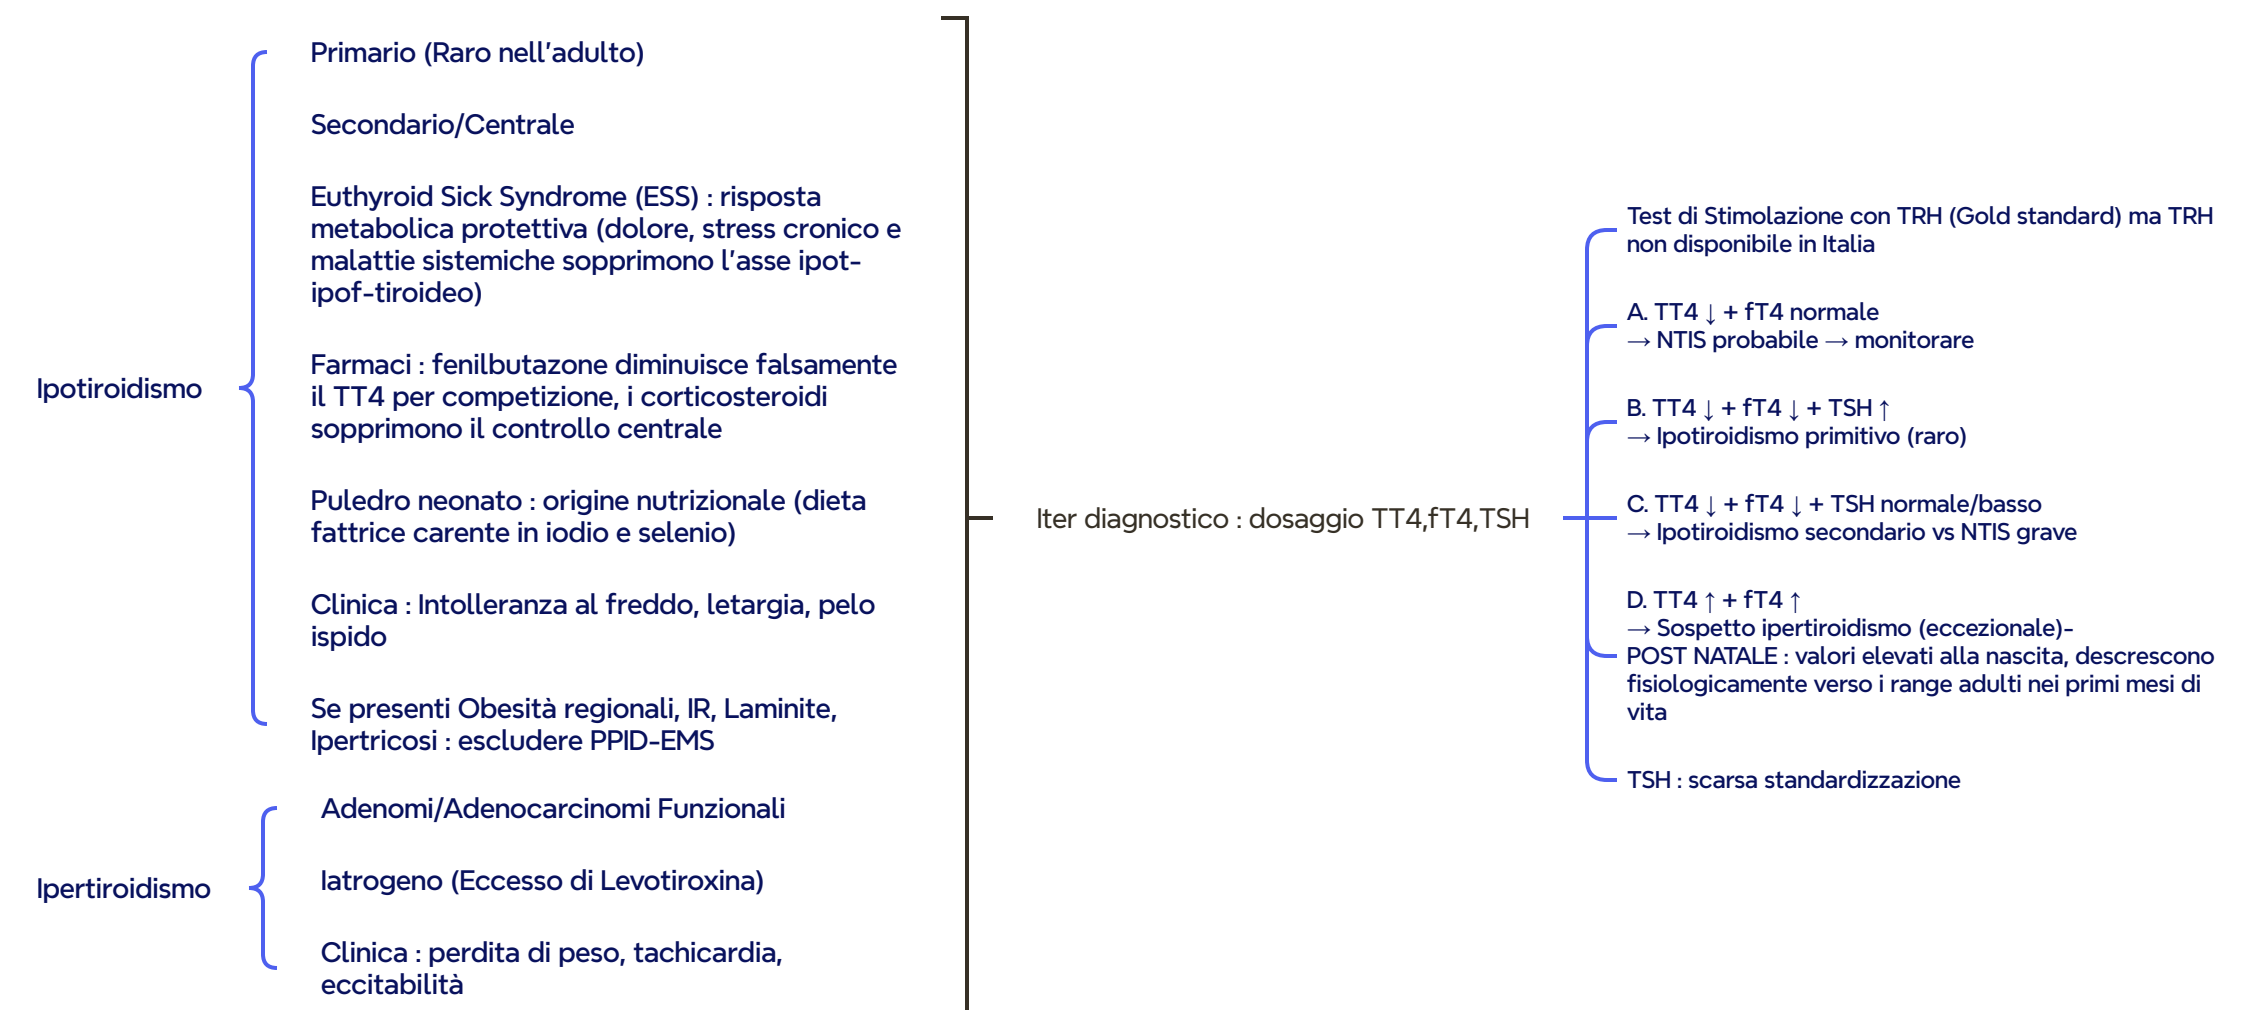 Ipotiroidismo
Primario (Raro nell'adulto)
Secondario/Centrale
Euthyroid Sick Syndrome (ESS) : risposta
metabolica protettiva (dolore, stress cronico e
malattie sistemiche sopprimono l'asse ipot-
ipof-tiroideo)
Farmaci : fenilbutazone diminuisce falsamente
il TT4 per competizione, i corticosteroidi
sopprimono il controllo centrale
Puledro neonato : origine nutrizionale (dieta
fattrice carente in iodio e selenio)
Clinica : Intolleranza al freddo, letargia, pelo
ispido
Se presenti Obesità regionali, IR, Laminite,
Ipertricosi : escludere PPID-EMS
Ipertiroidismo
Adenomi/Adenocarcinomi Funzionali
Iatrogeno (Eccesso di Levotiroxina)
Clinica : perdita di peso, tachicardia,
eccitabilità
Iter diagnostico : dosaggio TT4,fT4,TSH
Test di Stimolazione con TRH (Gold standard) ma TRH
non disponibile in Italia
A. TT4 ↓ + fT4 normale
→ NTIS probabile → monitorare
B. TT4 ↓ + fT4 ↓ + TSH ↑
→ Ipotiroidismo primitivo (raro)
C. TT4 ↓ + fT4 ↓ + TSH normale/basso
→ Ipotiroidismo secondario vs NTIS grave
D. TT4 ↑ + fT4 ↑
→ Sospetto ipertiroidismo (eccezionale)-
POST NATALE : valori elevati alla nascita, descrescono
fisiologicamente verso i range adulti nei primi mesi di
vita
TSH : scarsa standardizzazione